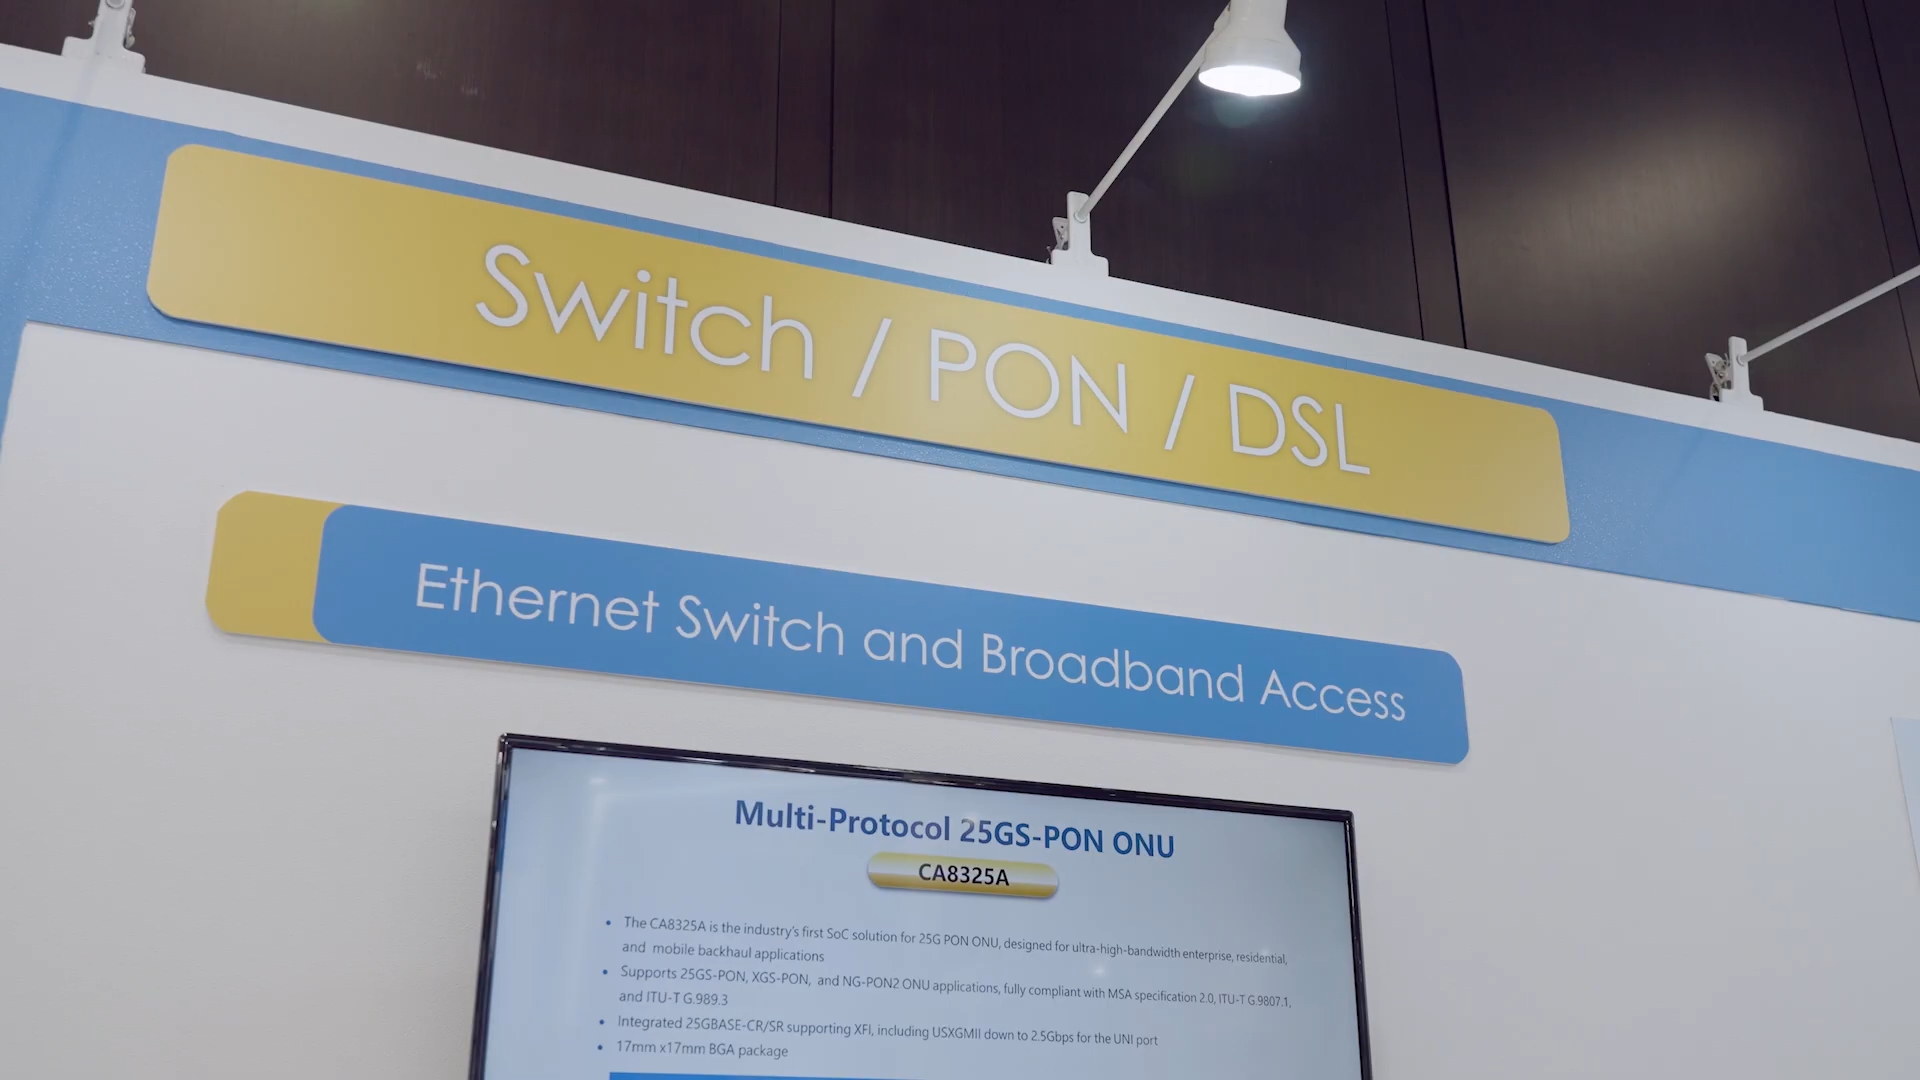 Switch / PON / DSL
Ethernet Switch and Broadband Access
Multi-Protocol 25GS-PON ONU
CA8325A
• The CA8325A is the industry's first SoC solution for 25G PON ONU, designed for ultra-high-bandwidth enterprise, residential,
and mobile backhaul applications
• Supports 25GS-PON, XGS-PON, and NG-PON2 ONU applications, fully compliant with MSA specification 2.0, ITU-T G.9807.1,
and ITU-T G.989.3
• Integrated 25GBASE-CR/SR supporting XFI, including USXGMII down to 2.5Gbps for the UNI port
• 17mm x17mm BGA package